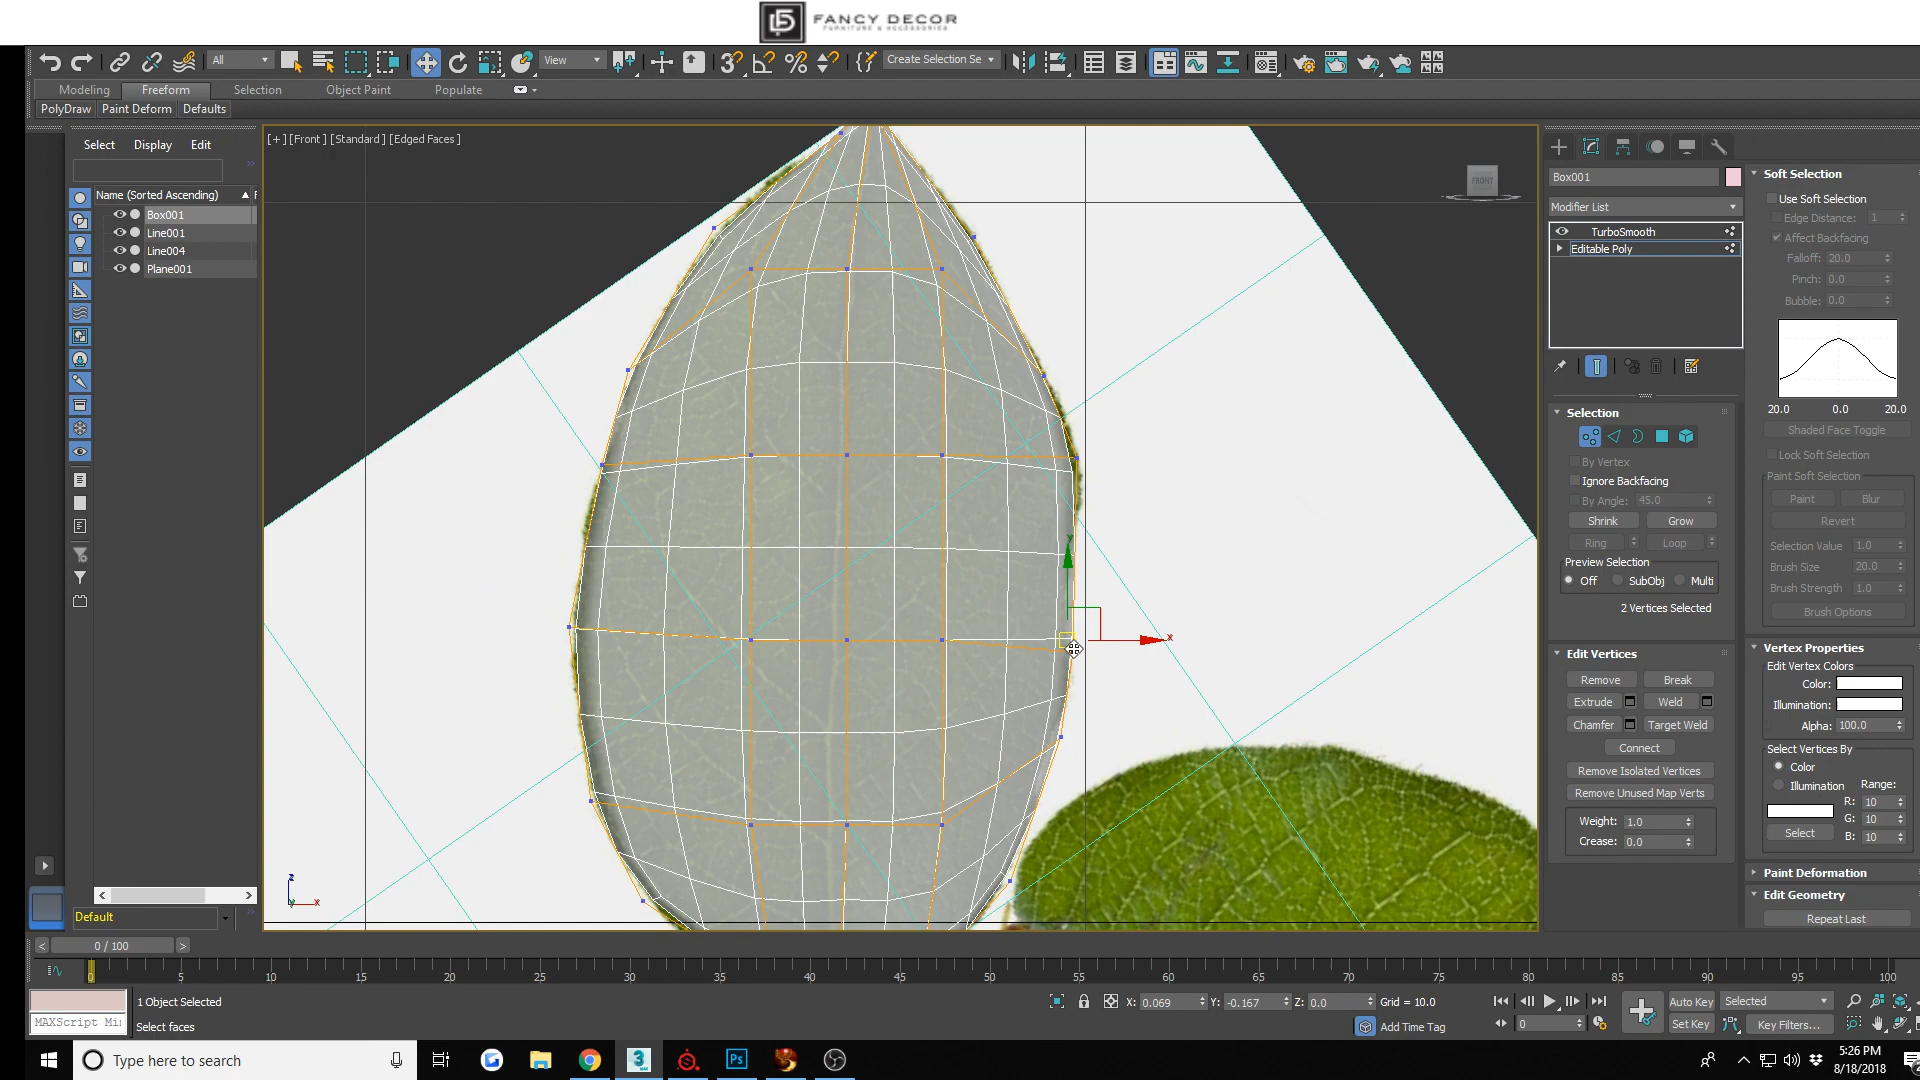 FANCY DECOR
FURNITURE & ACCESSORIES
All
View
Create Selection Se
Modeling
Freeform
Selection
Object Paint
Populate
PolyDraw
Paint Deform
Defaults
Select
Display
Edit
Name (Sorted Ascending)
Box001
Line001
Line004
Plane001
Default
[+] [Front] [Standard] [Edged Faces]
FRONT
y
x
z
x
Box001
Modifier List
TurboSmooth
Editable Poly
Selection
By Vertex
Ignore Backfacing
By Angle: 45.0
Shrink
Grow
Ring
Loop
Preview Selection
Off
SubObj
Multi
2 Vertices Selected
Edit Vertices
Remove
Break
Extrude
Weld
Chamfer
Target Weld
Connect
Remove Isolated Vertices
Remove Unused Map Verts
Weight: 1.0
Crease: 0.0
Soft Selection
Use Soft Selection
Edge Distance: 1
Affect Backfacing
Falloff: 20.0
Pinch: 0.0
Bubble: 0.0
20.0 0.0 20.0
Shaded Face Toggle
Lock Soft Selection
Paint Soft Selection
Paint
Blur
Revert
Selection Value 1.0
Brush Size 20.0
Brush Strength 1.0
Brush Options
Vertex Properties
Edit Vertex Colors
Color:
Illumination:
Alpha: 100.0
Select Vertices By
Color
Illumination
Range:
R: 10
G: 10
B: 10
Select
Paint Deformation
Edit Geometry
Repeat Last
0 / 100
0 5 10 15 20 25 30 35 40 45 50 55 60 65 70 75 80 85 90 95 100
MAXScript Mi
1 Object Selected
Select faces
X: 0.069 Y: -0.167 Z: 0.0 Grid = 10.0
Add Time Tag
0
Auto Key
Selected
Set Key
Key Filters...
Type here to search
3
Ps
5:26 PM
8/18/2018